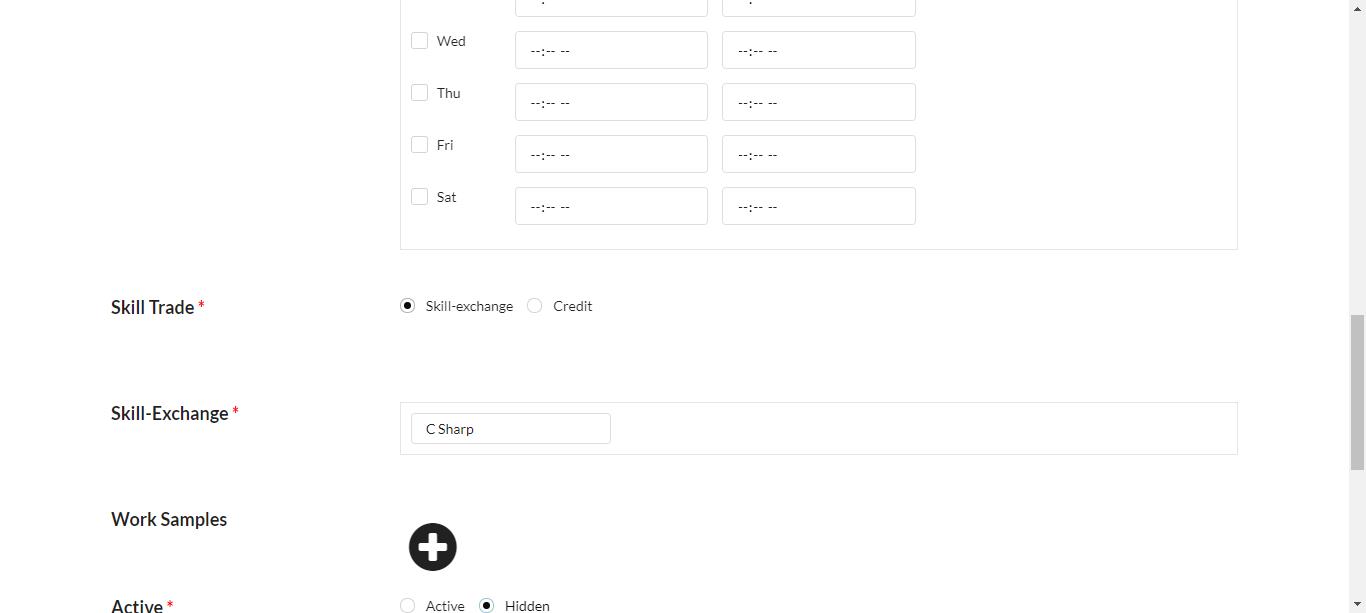 Wed --:-- -- --:-- --
Thu --:-- -- --:-- --
Fri --:-- -- --:-- --
Sat --:-- -- --:-- --
Skill Trade * Skill-exchange Credit
Skill-Exchange * C Sharp
Work Samples
Active * Active Hidden